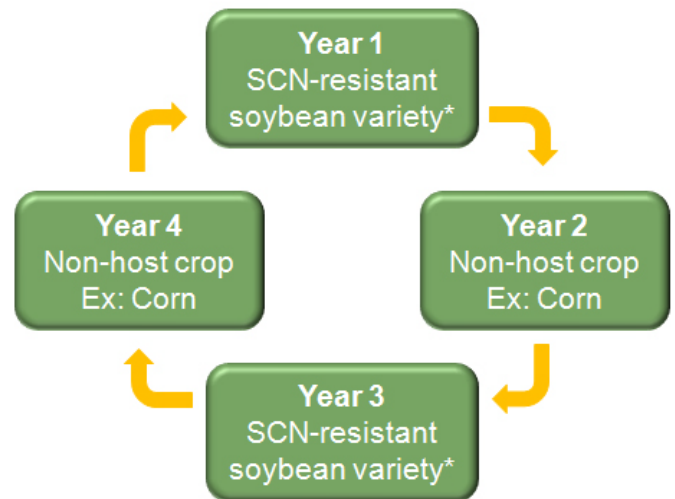 Year 1
SCN-resistant
soybean variety*
Year 2
Non-host crop
Ex: Corn
Year 3
SCN-resistant
soybean variety*
Year 4
Non-host crop
Ex: Corn